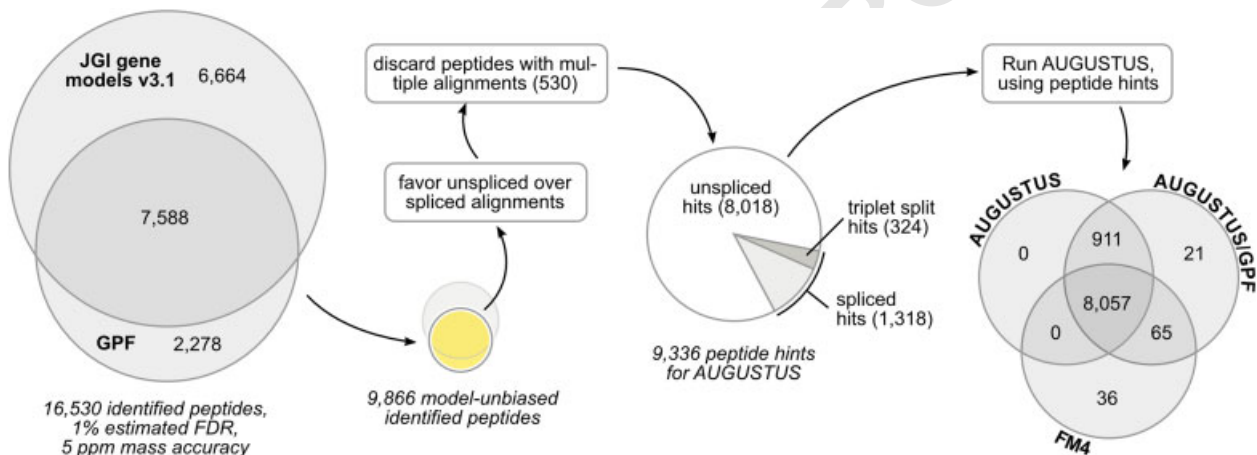 JGI gene
models v3.1
6,664
7,588
GPF
2,278
16,530 identified peptides,
1% estimated FDR,
5 ppm mass accuracy
discard peptides with mul-
tiple alignments (530)
favor unspliced over
spliced alignments
9,866 model-unbiased
identified peptides
unspliced
hits (8,018)
triplet split
hits (324)
spliced
hits (1,318)
9,336 peptide hints
for AUGUSTUS
Run AUGUSTUS,
using peptide hints
AUGUSTUS
AUGUSTUS/GPF
0
911
21
8,057
0
65
36
FM4